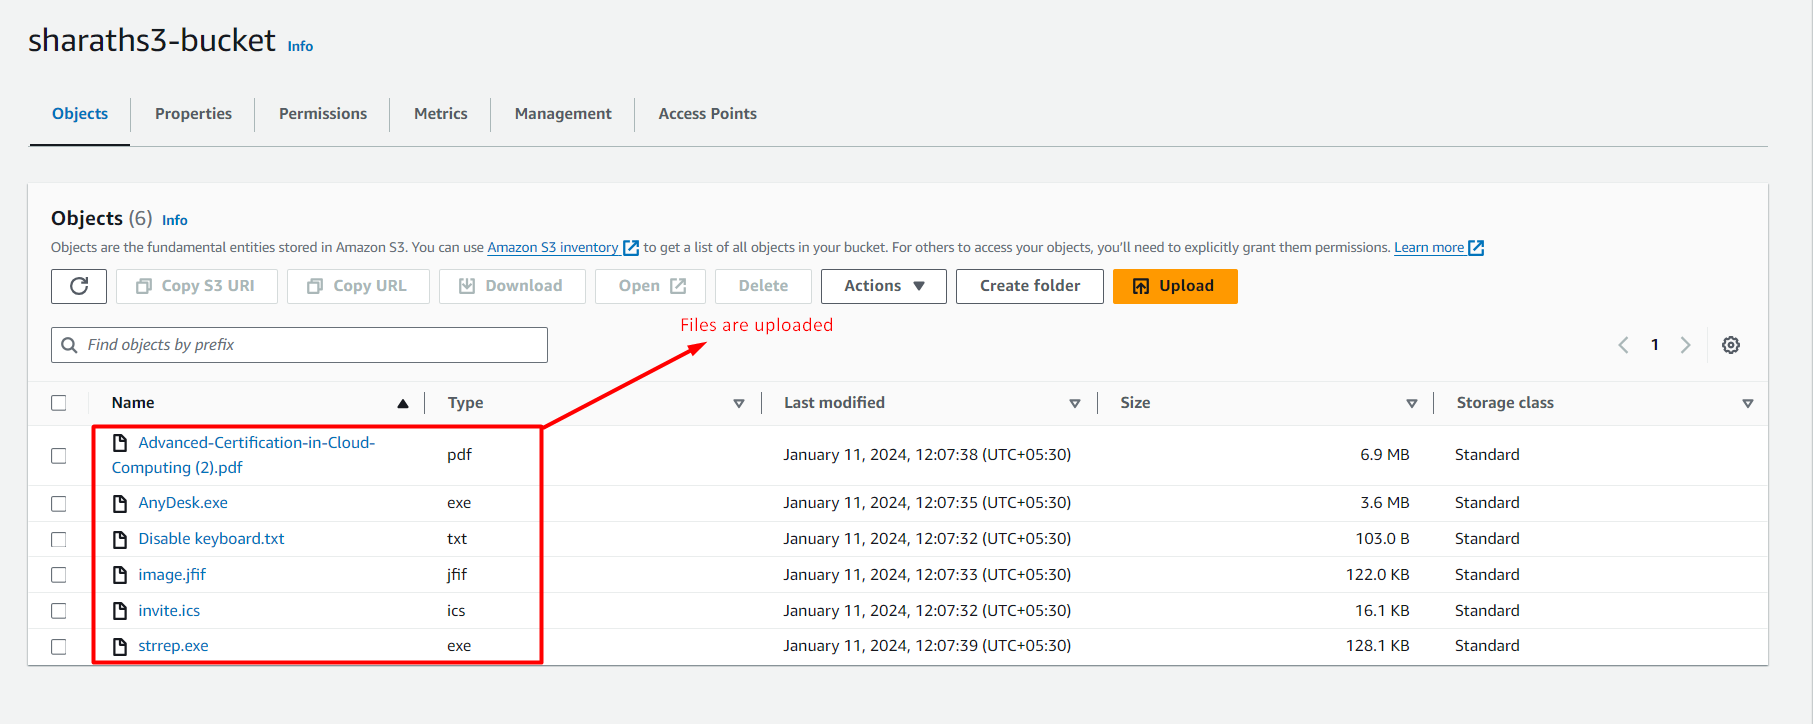 sharaths3-bucket Info
Objects Properties Permissions Metrics Management Access Points
Objects (6) Info
Objects are the fundamental entities stored in Amazon S3. You can use Amazon S3 inventory to get a list of all objects in your bucket. For others to access your objects, you'll need to explicitly grant them permissions. Learn more
Copy S3 URI Copy URL Download Open Delete Actions Create folder Upload
Files are uploaded
Find objects by prefix 1
Name Type Last modified Size Storage class
Advanced-Certification-in-Cloud-
Computing (2).pdf pdf January 11, 2024, 12:07:38 (UTC+05:30) 6.9 MB Standard
AnyDesk.exe exe January 11, 2024, 12:07:35 (UTC+05:30) 3.6 MB Standard
Disable keyboard.txt txt January 11, 2024, 12:07:32 (UTC+05:30) 103.0 B Standard
image.jfif jfif January 11, 2024, 12:07:33 (UTC+05:30) 122.0 KB Standard
invite.ics ics January 11, 2024, 12:07:32 (UTC+05:30) 16.1 KB Standard
strrep.exe exe January 11, 2024, 12:07:39 (UTC+05:30) 128.1 KB Standard